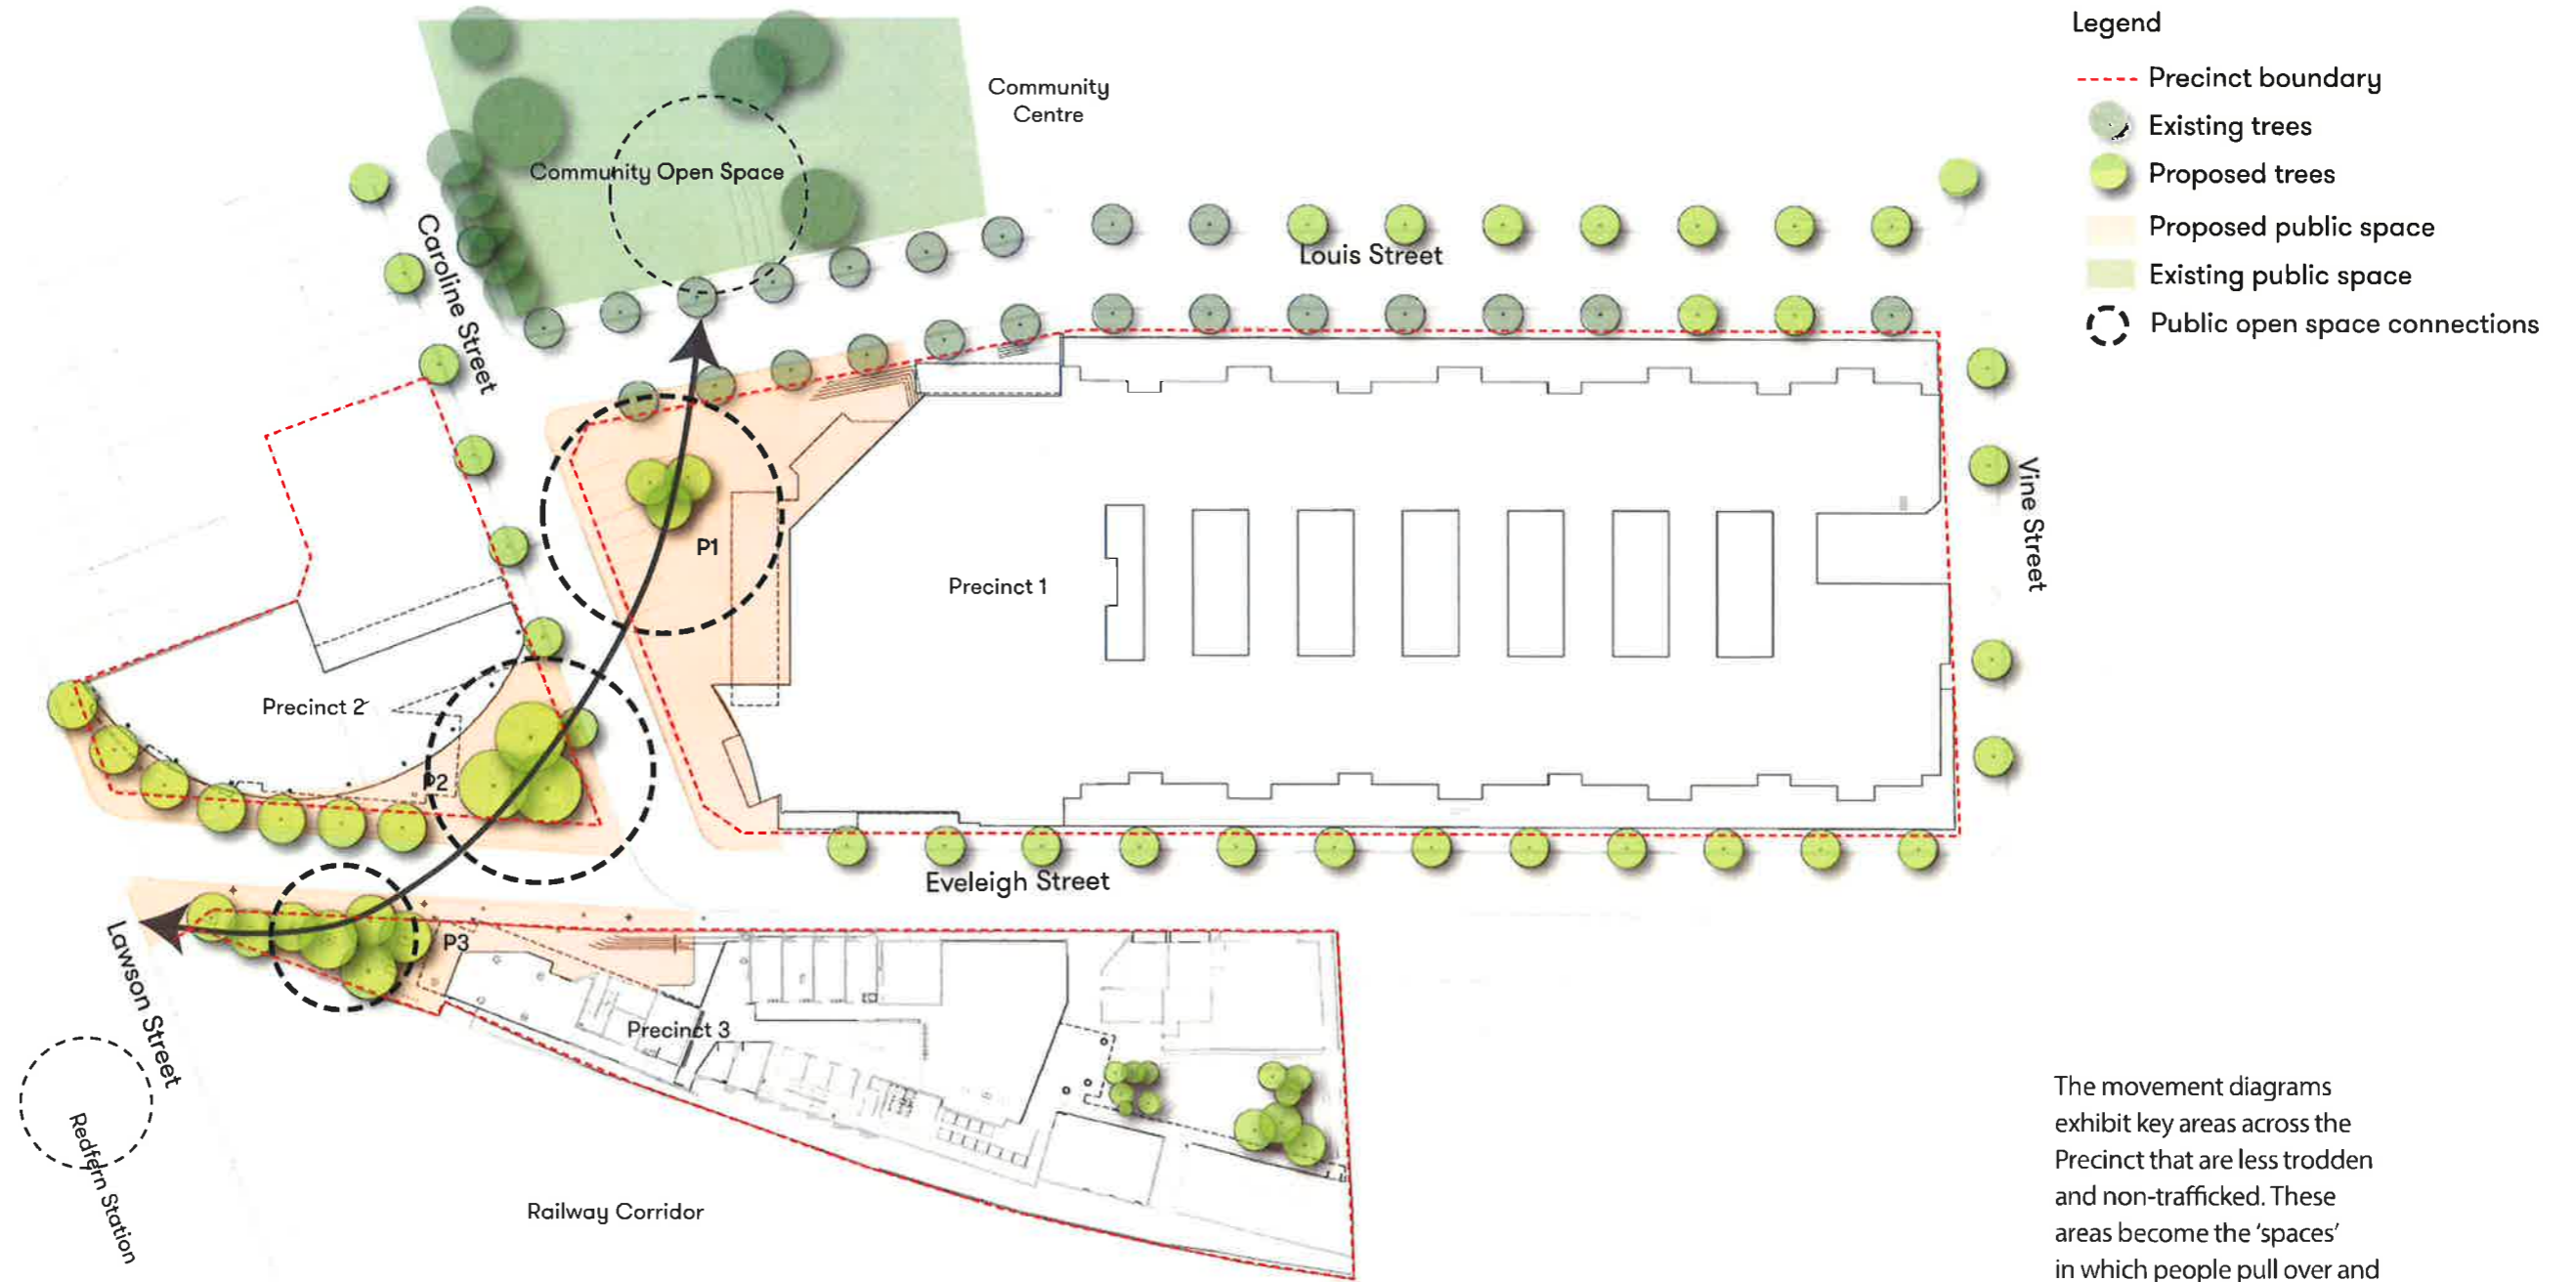 Legend
Precinct boundary
Existing trees
Proposed trees
Proposed public space
Existing public space
Public open space connections
Community
Centre
Community Open Space
Caroline Street
Louis Street
Vine Street
P1
Precinct 1
Precinct 2
P2
Eveleigh Street
P3
Lawson Street
Precinct 3
Redfern Station
Railway Corridor
The movement diagrams
exhibit key areas across the
Precinct that are less trodden
and non-trafficked. These
areas become the ‘spaces’
in which people pull over and